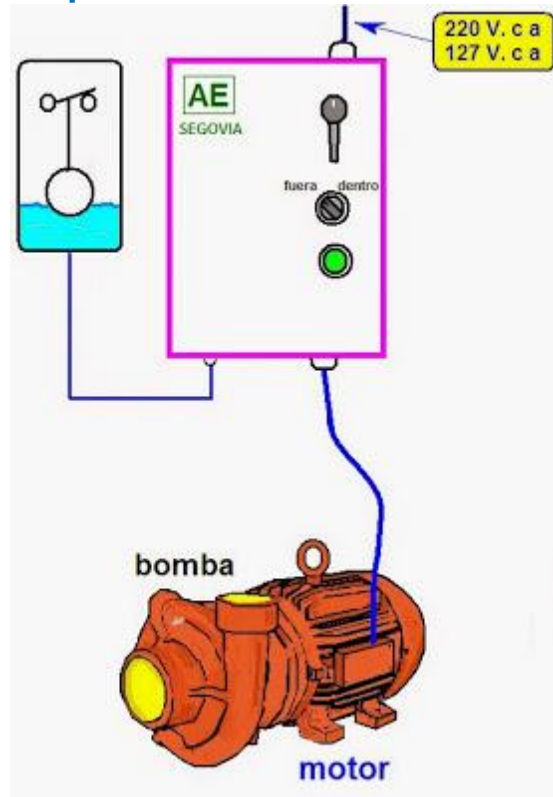 220 V. c a
127 V. c a
AE
SEGOVIA
fuera dentro
bomba
motor